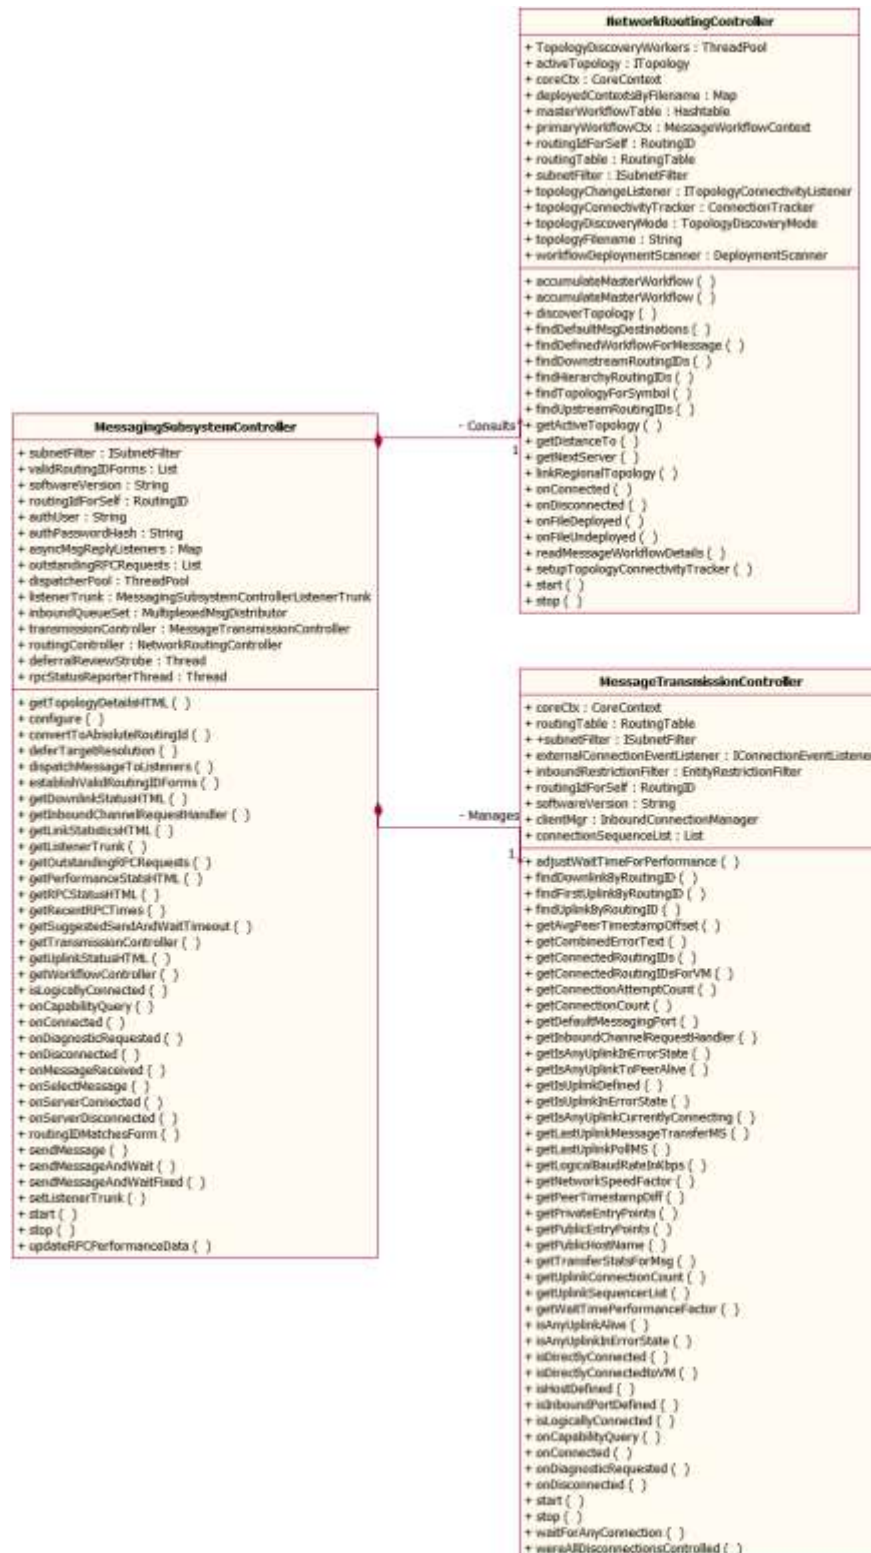 NetworkRoutingController
+ TopologyDiscoveryWorkers : ThreadPool
+ activeTopology : ITopology
+ coreCtx : CoreContext
+ deployedContextsByFilename : Map
+ masterWorkflowTable : Hashtable
+ primaryWorkflowCtx : MessageWorkflowContext
+ routingIdForSelf : RoutingID
+ routingTable : RoutingTable
+ subnetFilter : ISubnetFilter
+ topologyChangeListener : ITopologyConnectivityListener
+ topologyConnectivityTracker : ConnectionTracker
+ topologyDiscoveryMode : TopologyDiscoveryMode
+ topologyFilename : String
+ workflowDeploymentScanner : DeploymentScanner
+ accumulateMasterWorkflow ( )
+ accumulateMasterWorkflow ( )
+ discoverTopology ( )
+ findDefaultMsgDestinations ( )
+ findDefinedWorkflowForMessage ( )
+ findDownstreamRoutingIDs ( )
+ findHierarchyRoutingIDs ( )
+ findTopologyForSymbol ( )
+ findUpstreamRoutingIDs ( )
+ getActiveTopology ( )
+ getDistanceTo ( )
+ getNextServer ( )
+ linkRegionalTopology ( )
+ onConnected ( )
+ onDisconnected ( )
+ onFileDeployed ( )
+ onFileUndeployed ( )
+ readMessageWorkflowDetails ( )
+ setupTopologyConnectivityTracker ( )
+ start ( )
+ stop ( )
- Consults
1
MessagingSubsystemController
+ subnetFilter : ISubnetFilter
+ validRoutingIDForms : List
+ softwareVersion : String
+ routingIdForSelf : RoutingID
+ authUser : String
+ authPasswordHash : String
+ asyncMsgReplyListeners : Map
+ outstandingRPCRequests : List
+ dispatcherPool : ThreadPool
+ listenerTrunk : MessagingSubsystemControllerListenerTrunk
+ inboundQueueSet : MultiplexedMsgDistributor
+ transmissionController : MessageTransmissionController
+ routingController : NetworkRoutingController
+ deferralReviewStrobe : Thread
+ rpcStatusReporterThread : Thread
+ getTopologyDetailsHTML ( )
+ configure ( )
+ convertToAbsoluteRoutingId ( )
+ deferTargetResolution ( )
+ dispatchMessageToListeners ( )
+ establishValidRoutingIDForms ( )
+ getDownlinkStatusHTML ( )
+ getInboundChannelRequestHandler ( )
+ getLinkStatisticsHTML ( )
+ getListenerTrunk ( )
+ getOutstandingRPCRequests ( )
+ getPerformanceStatsHTML ( )
+ getRPCStatusHTML ( )
+ getRecentRPCTimes ( )
+ getSuggestedSendAndWaitTimeout ( )
+ getTransmissionController ( )
+ getUplinkStatusHTML ( )
+ getWorkflowController ( )
+ isLogicallyConnected ( )
+ onCapabilityQuery ( )
+ onConnected ( )
+ onDiagnosticRequested ( )
+ onDisconnected ( )
+ onMessageReceived ( )
+ onSelectMessage ( )
+ onServerConnected ( )
+ onServerDisconnected ( )
+ routingIDMatchesForm ( )
+ sendMessage ( )
+ sendMessageAndWait ( )
+ sendMessageAndWaitFixed ( )
+ setListenerTrunk ( )
+ start ( )
+ stop ( )
+ updateRPCPerformanceData ( )
- Manages
1
MessageTransmissionController
+ coreCtx : CoreContext
+ routingTable : RoutingTable
+ +subnetFilter : ISubnetFilter
+ externalConnectionEventListener : IConnectionEventListene
+ inboundRestrictionFilter : EntityRestrictionFilter
+ routingIdForSelf : RoutingID
+ softwareVersion : String
+ clientMgr : InboundConnectionManager
+ connectionSequenceList : List
+ adjustWaitTimeForPerformance ( )
+ findDownlinkByRoutingID ( )
+ findFirstUplinkByRoutingID ( )
+ findUplinkByRoutingID ( )
+ getAvgPeerTimestampOffset ( )
+ getCombinedErrorText ( )
+ getConnectedRoutingIDs ( )
+ getConnectedRoutingIDsForVM ( )
+ getConnectionAttemptCount ( )
+ getConnectionCount ( )
+ getDefaultMessagingPort ( )
+ getInboundChannelRequestHandler ( )
+ getIsAnyUplinkInErrorState ( )
+ getIsAnyUplinkToPeerAlive ( )
+ getIsUplinkDefined ( )
+ getIsUplinkInErrorState ( )
+ getIsAnyUplinkCurrentlyConnecting ( )
+ getLastUplinkMessageTransferMS ( )
+ getLastUplinkPollMS ( )
+ getLogicalBaudRateInKbps ( )
+ getNetworkSpeedFactor ( )
+ getPeerTimestampDiff ( )
+ getPrivateEntryPoints ( )
+ getPublicEntryPoints ( )
+ getPublicHostName ( )
+ getTransferStatsForMsg ( )
+ getUplinkConnectionCount ( )
+ getUplinkSequencerList ( )
+ getWaitTimePerformanceFactor ( )
+ isAnyUplinkAlive ( )
+ isAnyUplinkInErrorState ( )
+ isDirectlyConnected ( )
+ isDirectlyConnectedtoVM ( )
+ isHostDefined ( )
+ isInboundPortDefined ( )
+ isLogicallyConnected ( )
+ onCapabilityQuery ( )
+ onConnected ( )
+ onDiagnosticRequested ( )
+ onDisconnected ( )
+ start ( )
+ stop ( )
+ waitForAnyConnection ( )
+ wereAllDisconnectionsControlled ( )